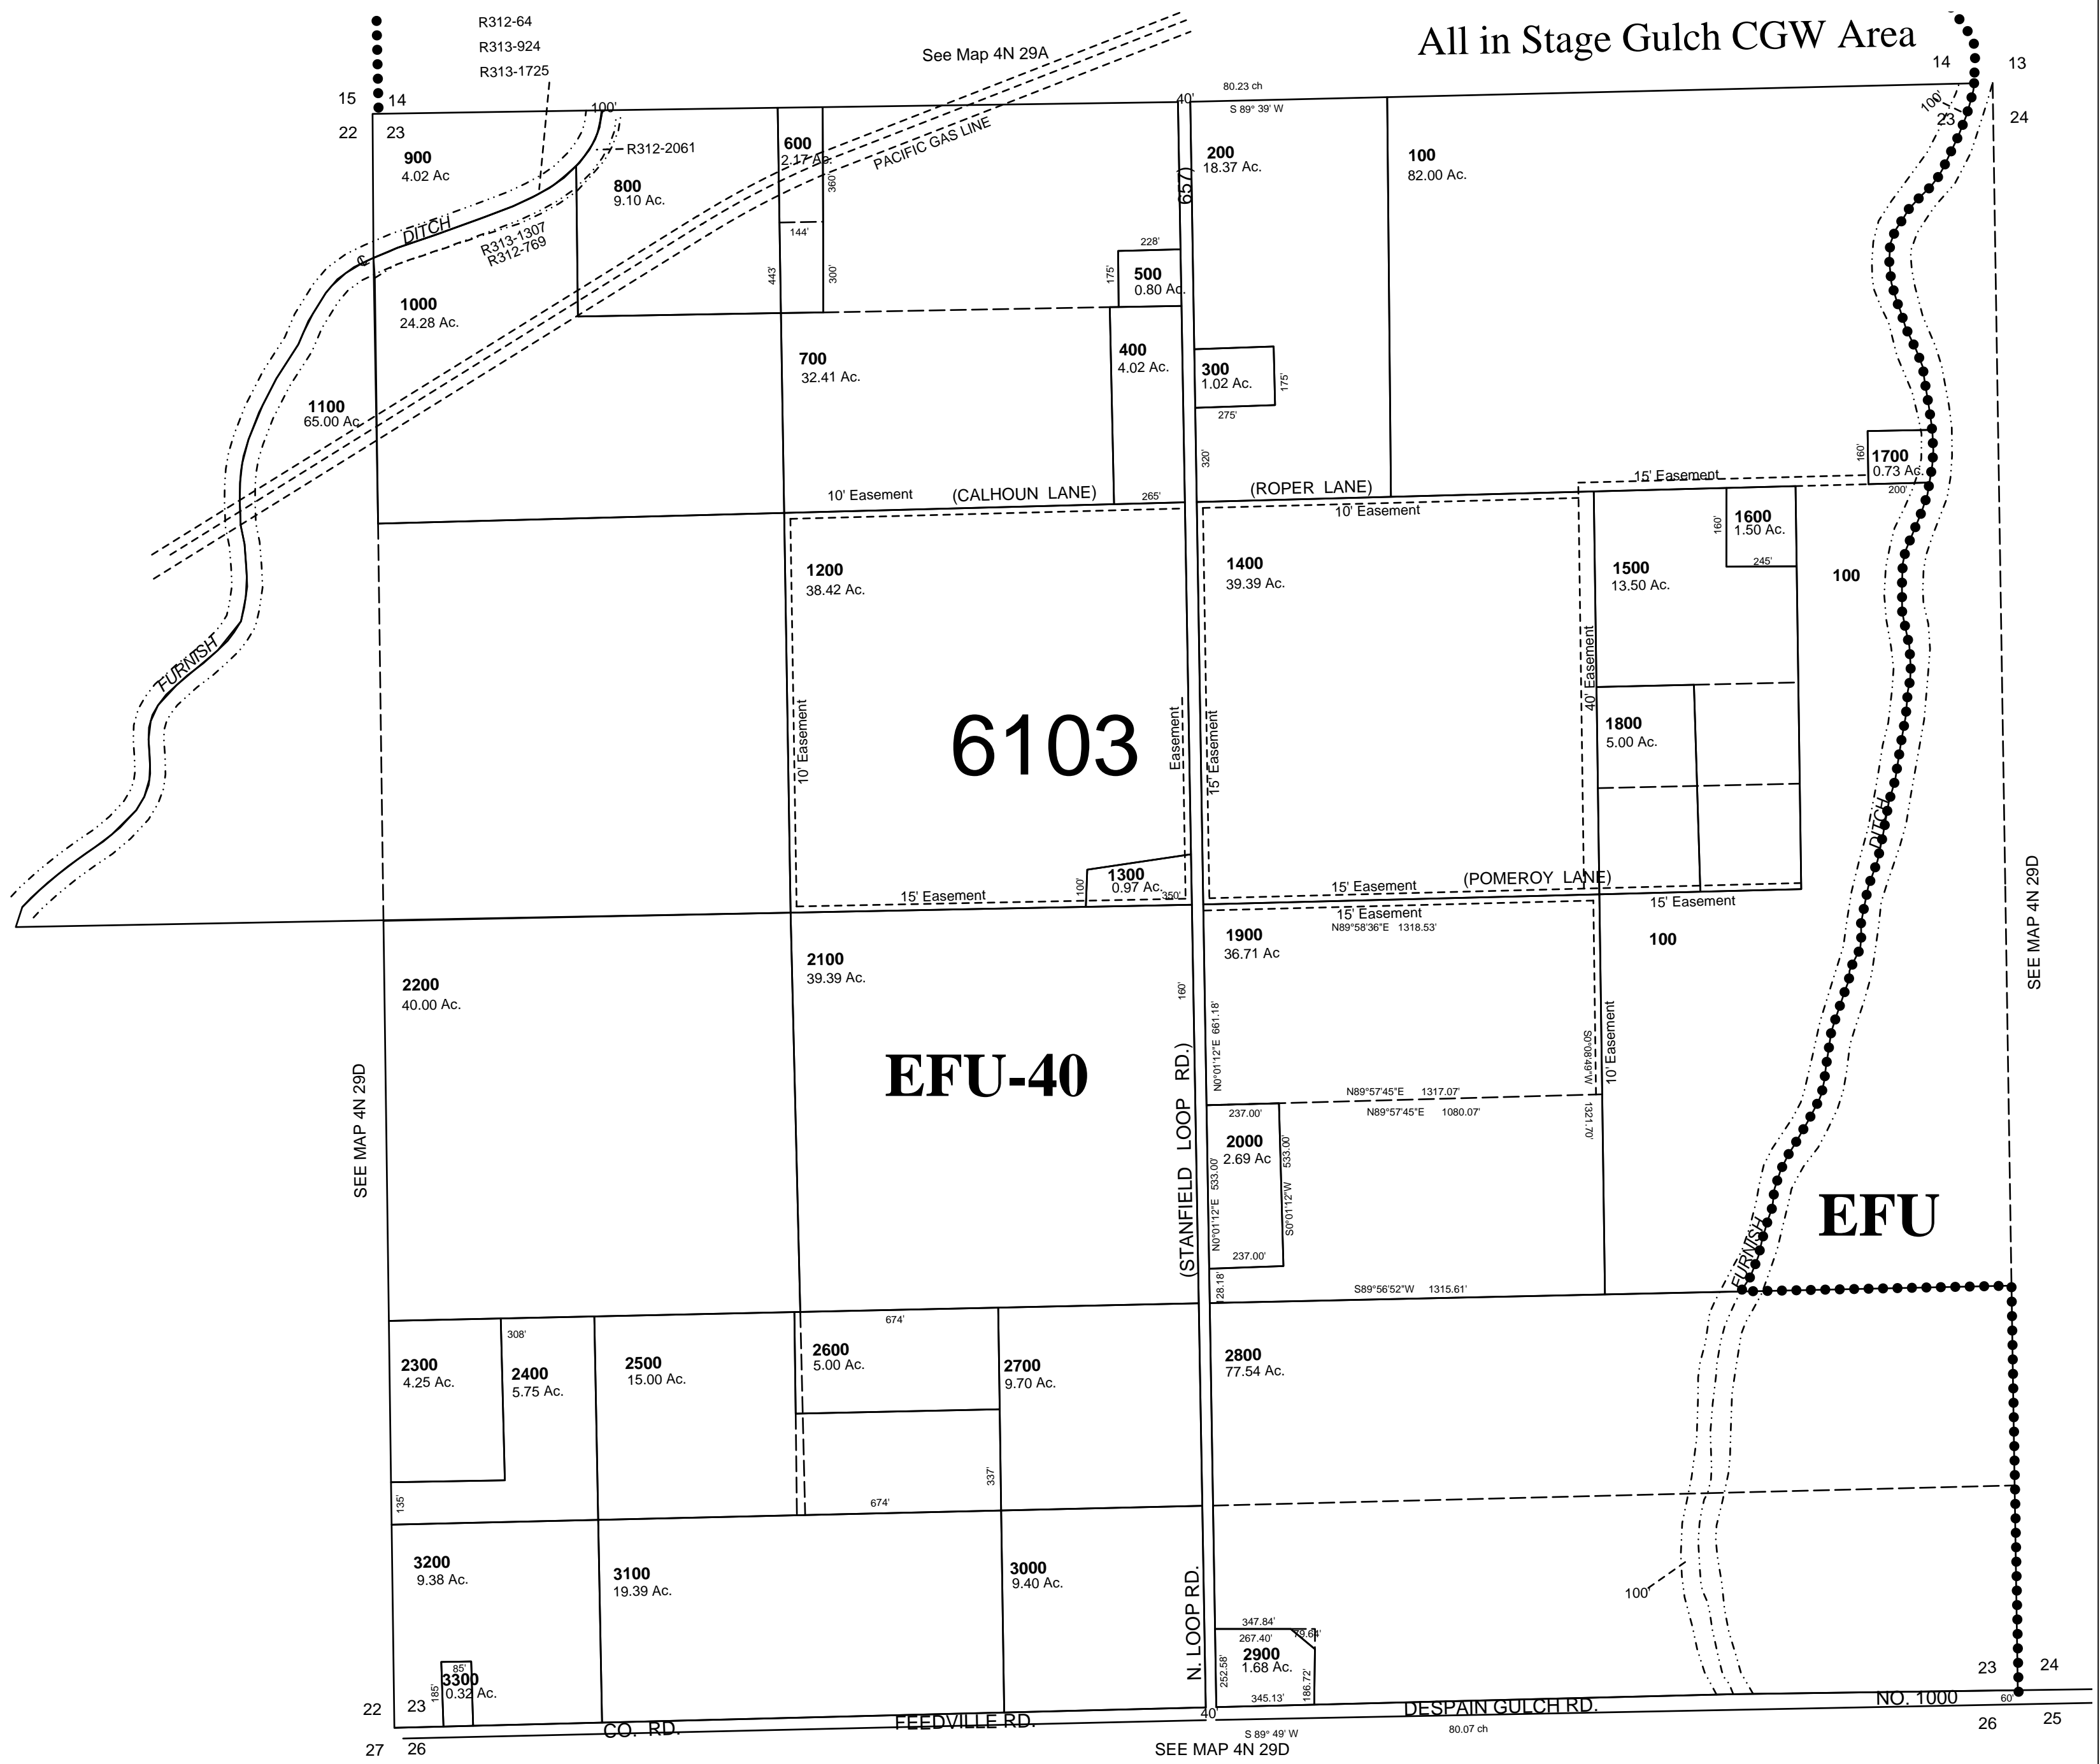 R312-64
R313-924
R313-1725
See Map 4N 29A
All in Stage Gulch CGW Area
15 14
22 23
14 13
23 24
80.23 ch
S 89° 39' W
100'
40'
100'
900
4.02 Ac
R312-2061
800
9.10 Ac.
600
2.17 Ac.
360'
144'
443'
300'
PACIFIC GAS LINE
657)
200
18.37 Ac.
100
82.00 Ac.
DITCH
R313-1307
R312-769
℄
1000
24.28 Ac.
228'
175'
500
0.80 Ac.
700
32.41 Ac.
400
4.02 Ac.
300
1.02 Ac.
175'
275'
320'
1100
65.00 Ac.
10' Easement
(CALHOUN LANE)
265'
(ROPER LANE)
10' Easement
15' Easement
160'
1700
0.73 Ac.
200'
1200
38.42 Ac.
1400
39.39 Ac.
1500
13.50 Ac.
160'
1600
1.50 Ac.
245'
100
FURNISH
10' Easement
6103
Easement
15' Easement
40' Easement
1800
5.00 Ac.
DITCH
SEE MAP 4N 29D
100'
1300
0.97 Ac.
350'
15' Easement
15' Easement
(POMEROY LANE)
15' Easement
15' Easement
N89°58'36"E 1318.53'
1900
36.71 Ac
100
2200
40.00 Ac.
2100
39.39 Ac.
160'
N0°01'12"E 661.18'
S0°08'49"W
1321.70'
10' Easement
SEE MAP 4N 29D
EFU-40
(STANFIELD LOOP RD.)
N89°57'45"E 1317.07'
N89°57'45"E 1080.07'
237.00'
2000
2.69 Ac
N0°01'12"E 533.00'
S0°01'12"W 533.00'
237.00'
128.18'
S89°56'52"W 1315.61'
FURNISH
EFU
2300
4.25 Ac.
308'
2400
5.75 Ac.
2500
15.00 Ac.
674'
2600
5.00 Ac.
2700
9.70 Ac.
2800
77.54 Ac.
135'
337'
674'
3200
9.38 Ac.
3100
19.39 Ac.
3000
9.40 Ac.
N. LOOP RD.
100'
347.84'
267.40'
79.64'
2900
1.68 Ac.
252.58'
186.72'
345.13'
85'
3300
0.32 Ac.
185'
22 23
27 26
CO. RD.
FEEDVILLE RD.
40'
DESPAIN GULCH RD.
NO. 1000
60'
23 24
26 25
S 89° 49' W
80.07 ch
SEE MAP 4N 29D